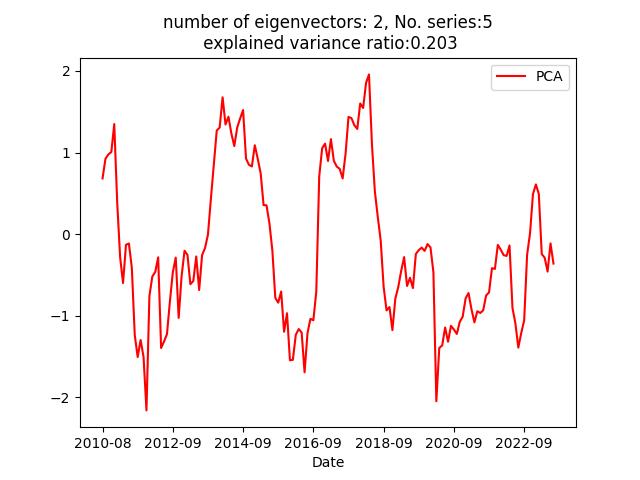 number of eigenvectors: 2, No. series:5
explained variance ratio:0.203
PCA
2
1
0
−1
−2
2010-08 2012-09 2014-09 2016-09 2018-09 2020-09 2022-09
Date